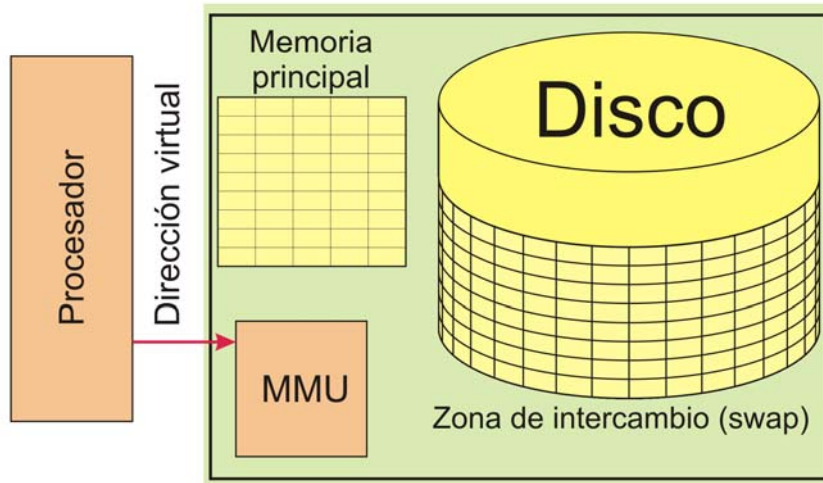 Procesador
Dirección virtual
Memoria
principal
MMU
Disco
Zona de intercambio (swap)